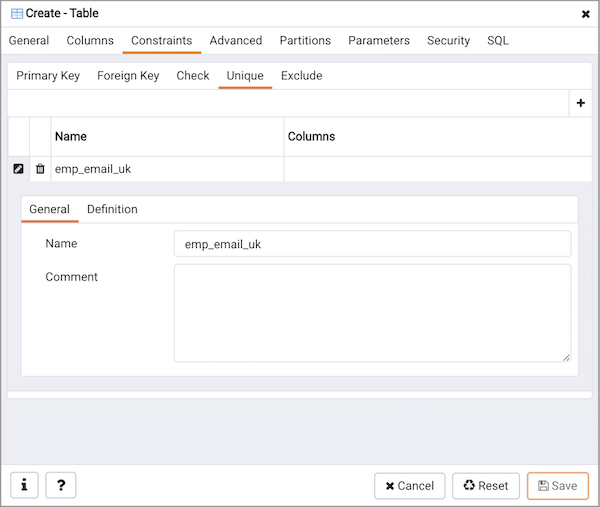 Create - Table
General Columns Constraints Advanced Partitions Parameters Security SQL
Primary Key Foreign Key Check Unique Exclude
Name Columns
emp_email_uk
General Definition
Name emp_email_uk
Comment
Cancel Reset Save